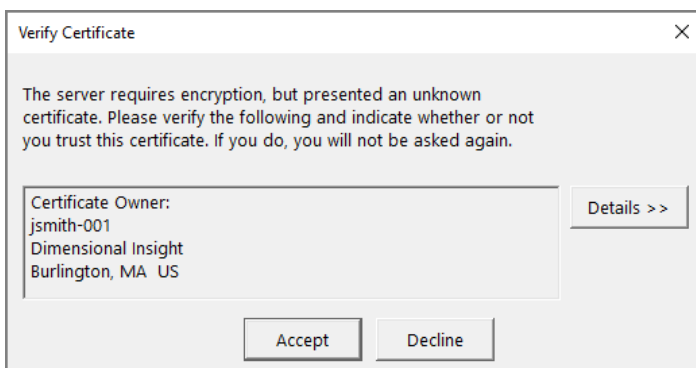 Verify Certificate
The server requires encryption, but presented an unknown
certificate. Please verify the following and indicate whether or not
you trust this certificate. If you do, you will not be asked again.
Certificate Owner:
jsmith-001
Dimensional Insight
Burlington, MA  US
Details >>
Accept
Decline